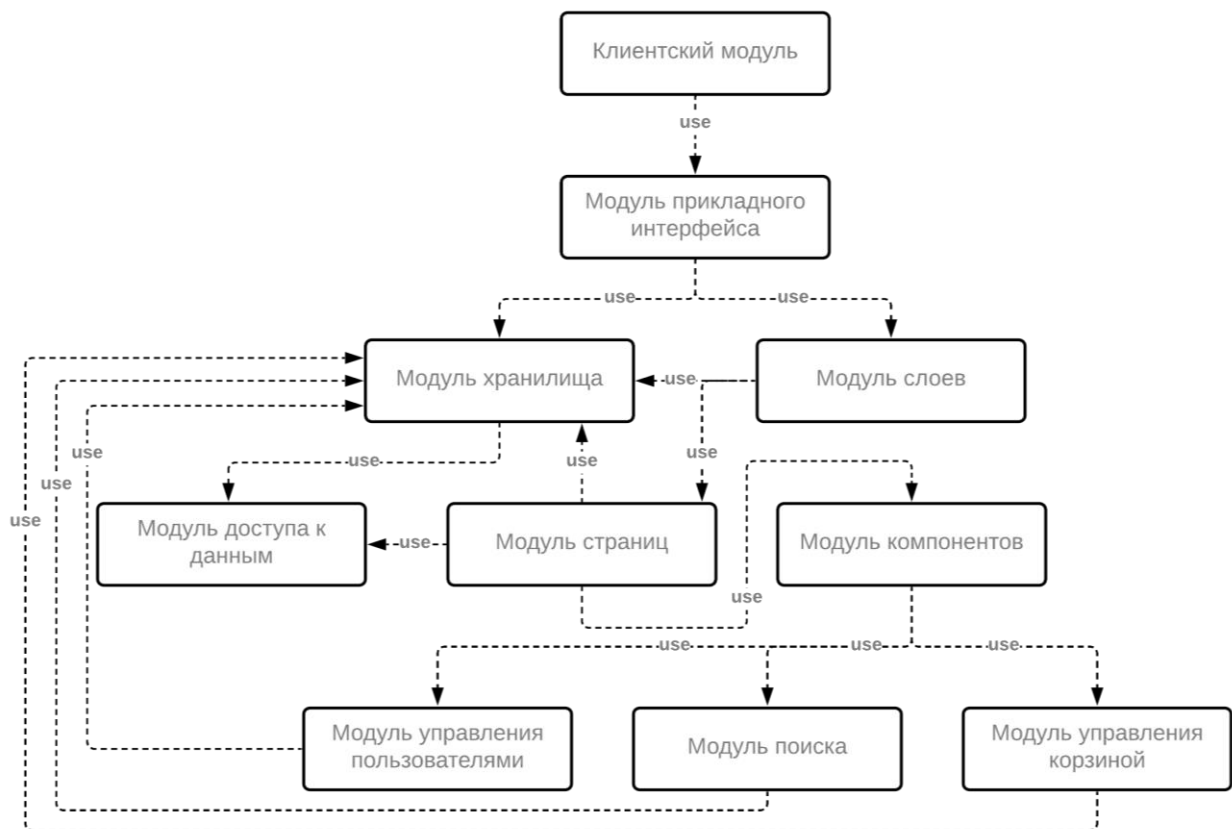 Клиентский модуль
use
Модуль прикладного
интерфейса
use
use
Модуль хранилища
use
Модуль слоев
use
use
use
use
use
use
Модуль доступа к
данным
use
Модуль страниц
Модуль компонентов
use
use
use
use
use
Модуль управления
пользователями
Модуль поиска
Модуль управления
корзиной